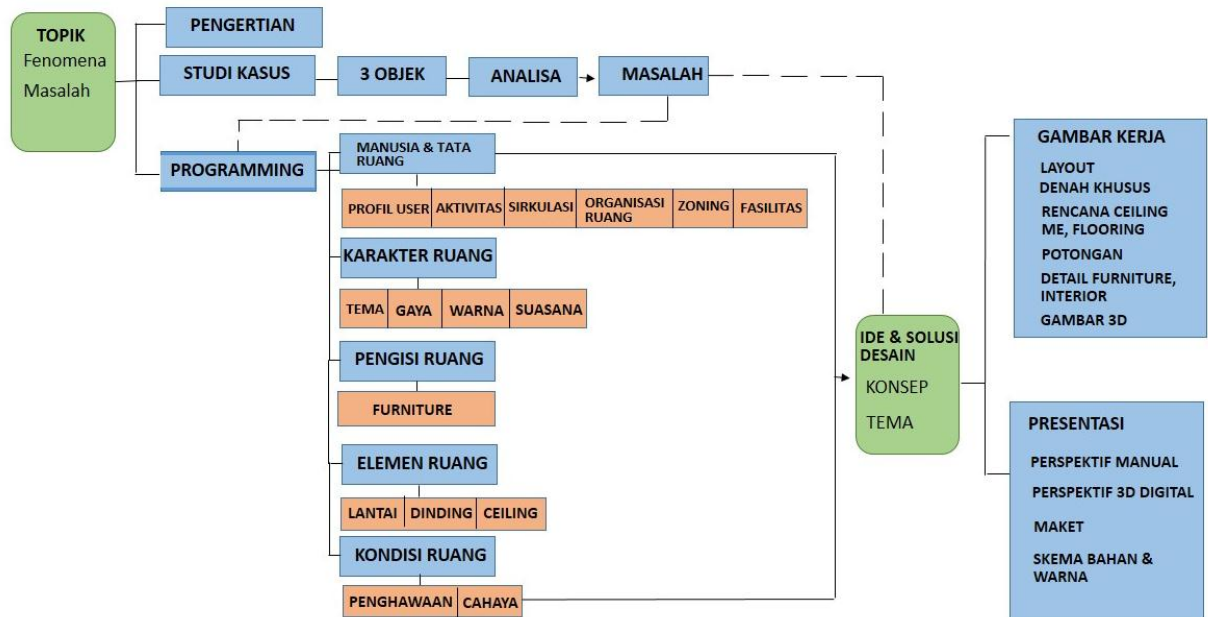 TOPIK
Fenomena
Masalah
PENGERTIAN
STUDI KASUS
3 OBJEK
ANALISA
MASALAH
PROGRAMMING
MANUSIA & TATA
RUANG
PROFIL USER
AKTIVITAS
SIRKULASI
ORGANISASI
RUANG
ZONING
FASILITAS
KARAKTER RUANG
TEMA
GAYA
WARNA
SUASANA
PENGISI RUANG
FURNITURE
ELEMEN RUANG
LANTAI
DINDING
CEILING
KONDISI RUANG
PENGHAWAAN
CAHAYA
IDE & SOLUSI
DESAIN
KONSEP
TEMA
GAMBAR KERJA
LAYOUT
DENAH KHUSUS
RENCANA CEILING
ME, FLOORING
POTONGAN
DETAIL FURNITURE,
INTERIOR
GAMBAR 3D
PRESENTASI
PERSPEKTIF MANUAL
PERSPEKTIF 3D DIGITAL
MAKET
SKEMA BAHAN &
WARNA